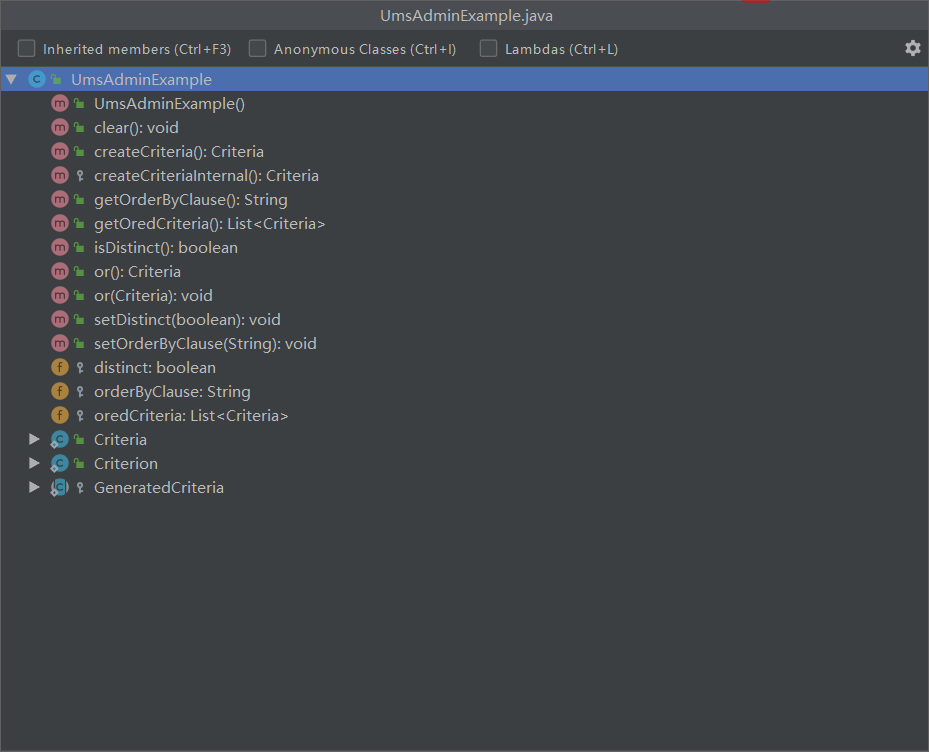 UmsAdminExample.java
Inherited members (Ctrl+F3) Anonymous Classes (Ctrl+I) Lambdas (Ctrl+L)
UmsAdminExample
UmsAdminExample()
clear(): void
createCriteria(): Criteria
createCriteriaInternal(): Criteria
getOrderByClause(): String
getOredCriteria(): List<Criteria>
isDistinct(): boolean
or(): Criteria
or(Criteria): void
setDistinct(boolean): void
setOrderByClause(String): void
distinct: boolean
orderByClause: String
oredCriteria: List<Criteria>
Criteria
Criterion
GeneratedCriteria